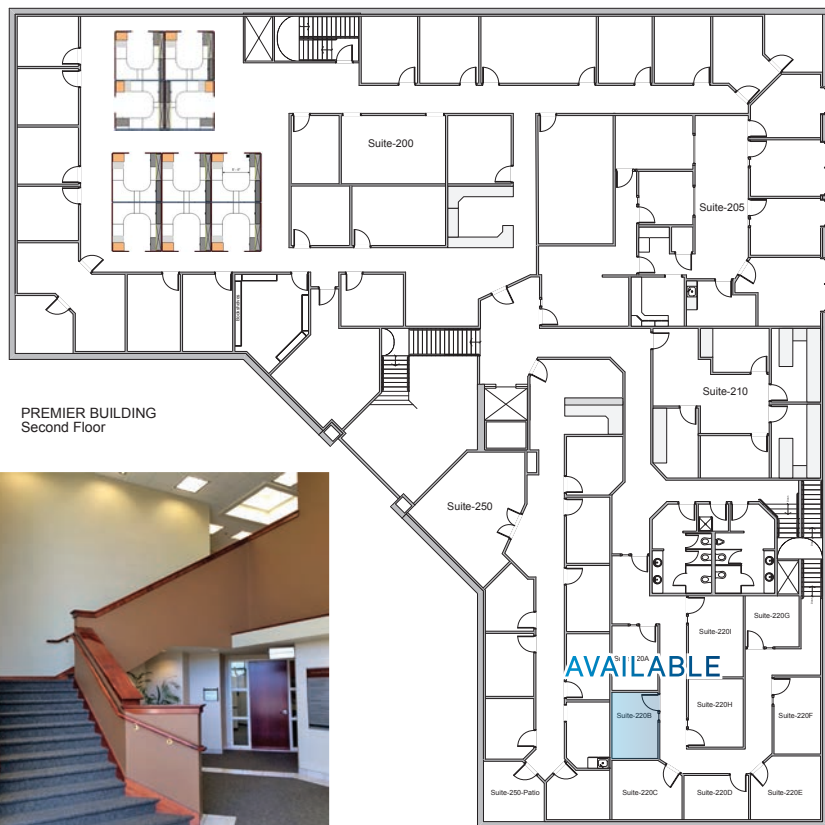 Suite-200
Suite-205
PREMIER BUILDING
Second Floor
Suite-210
Suite-250
Suite-220G
Suite-220I
AVAILABLE
Suite-220H
Suite-220B
Suite-220F
Suite-250-Patio
Suite-220C
Suite-220D
Suite-220E